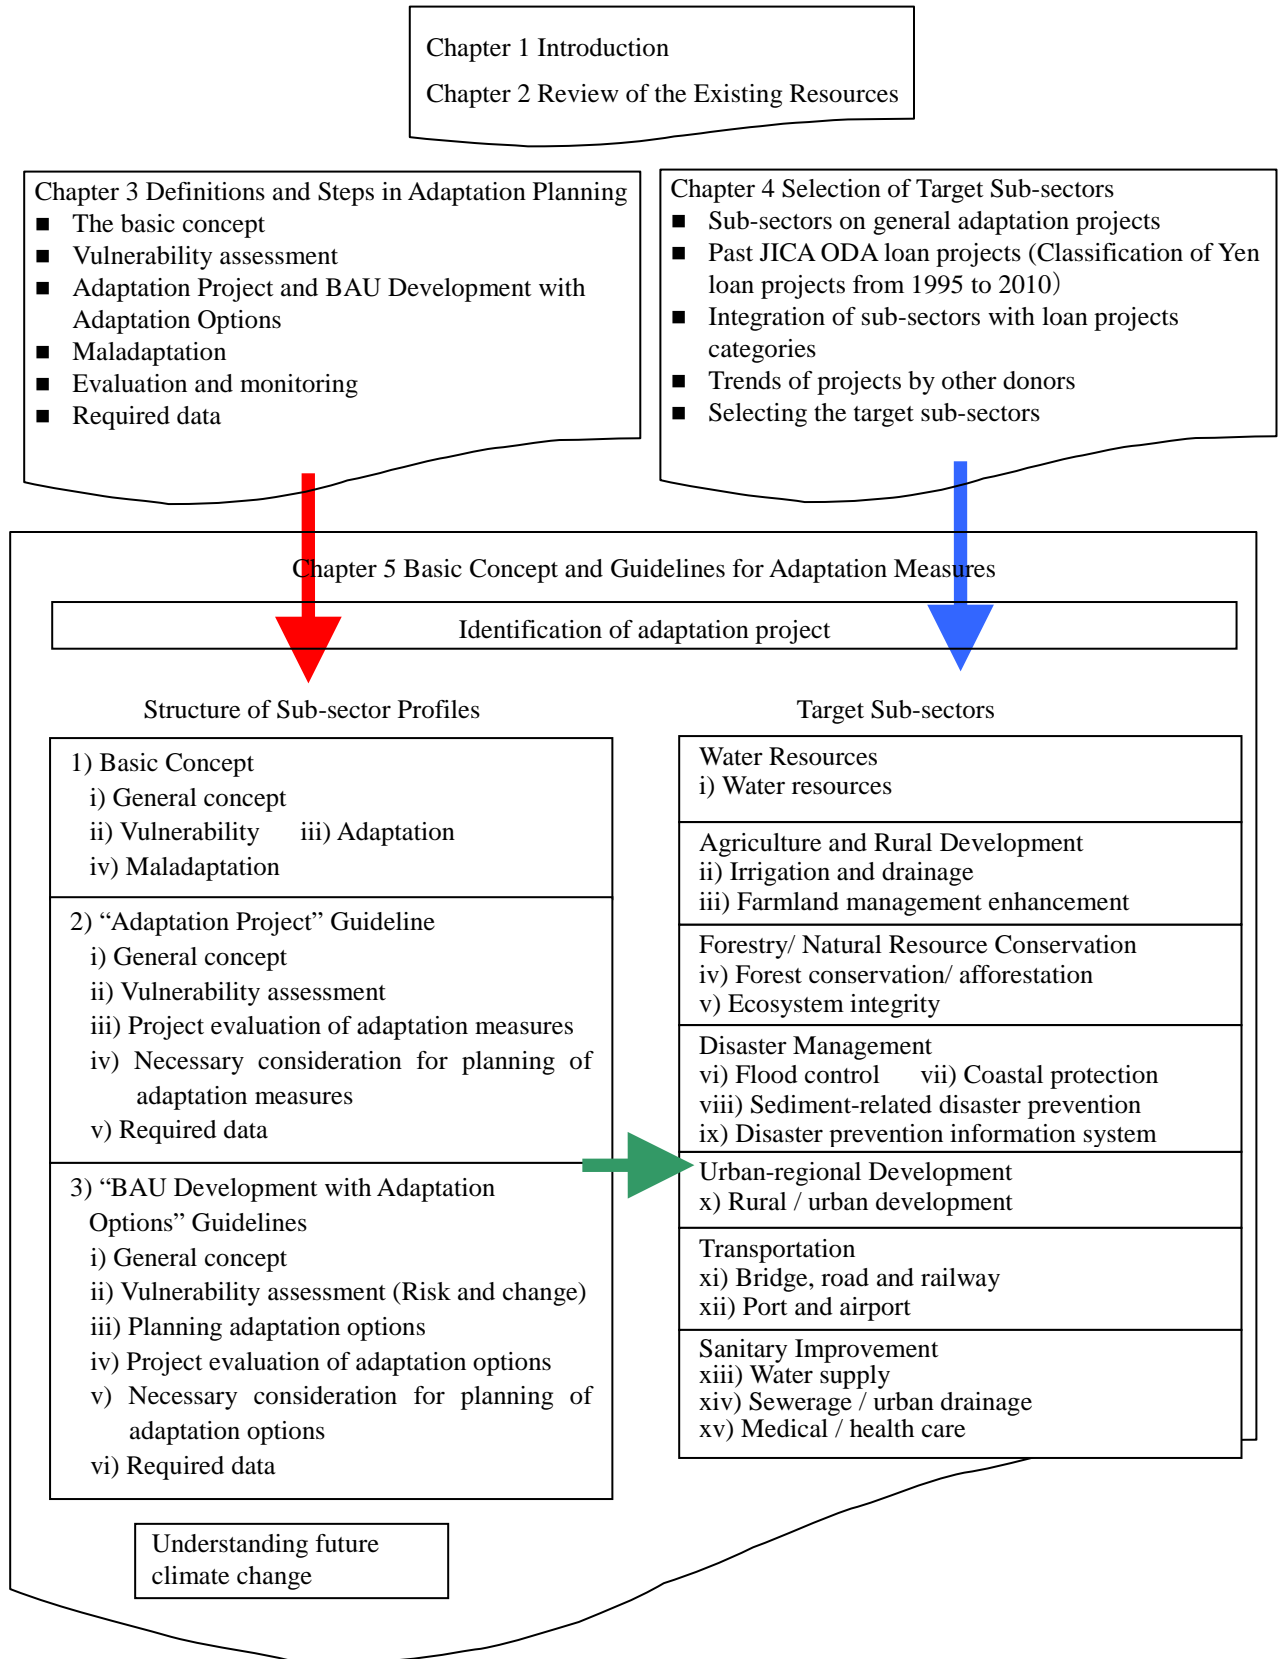 Chapter 1 Introduction
Chapter 2 Review of the Existing Resources
Chapter 3 Definitions and Steps in Adaptation Planning
■ The basic concept
■ Vulnerability assessment
■ Adaptation Project and BAU Development with
Adaptation Options
■ Maladaptation
■ Evaluation and monitoring
■ Required data
Chapter 4 Selection of Target Sub-sectors
■ Sub-sectors on general adaptation projects
■ Past JICA ODA loan projects (Classification of Yen
loan projects from 1995 to 2010）
■ Integration of sub-sectors with loan projects
categories
■ Trends of projects by other donors
■ Selecting the target sub-sectors
Chapter 5 Basic Concept and Guidelines for Adaptation Measures
Identification of adaptation project
Structure of Sub-sector Profiles
1) Basic Concept
i) General concept
ii) Vulnerability iii) Adaptation
iv) Maladaptation
2) “Adaptation Project” Guideline
i) General concept
ii) Vulnerability assessment
iii) Project evaluation of adaptation measures
iv) Necessary consideration for planning of
adaptation measures
v) Required data
3) “BAU Development with Adaptation
Options” Guidelines
i) General concept
ii) Vulnerability assessment (Risk and change)
iii) Planning adaptation options
iv) Project evaluation of adaptation options
v) Necessary consideration for planning of
adaptation options
vi) Required data
Understanding future
climate change
Target Sub-sectors
Water Resources
i) Water resources
Agriculture and Rural Development
ii) Irrigation and drainage
iii) Farmland management enhancement
Forestry/ Natural Resource Conservation
iv) Forest conservation/ afforestation
v) Ecosystem integrity
Disaster Management
vi) Flood control vii) Coastal protection
viii) Sediment-related disaster prevention
ix) Disaster prevention information system
Urban-regional Development
x) Rural / urban development
Transportation
xi) Bridge, road and railway
xii) Port and airport
Sanitary Improvement
xiii) Water supply
xiv) Sewerage / urban drainage
xv) Medical / health care